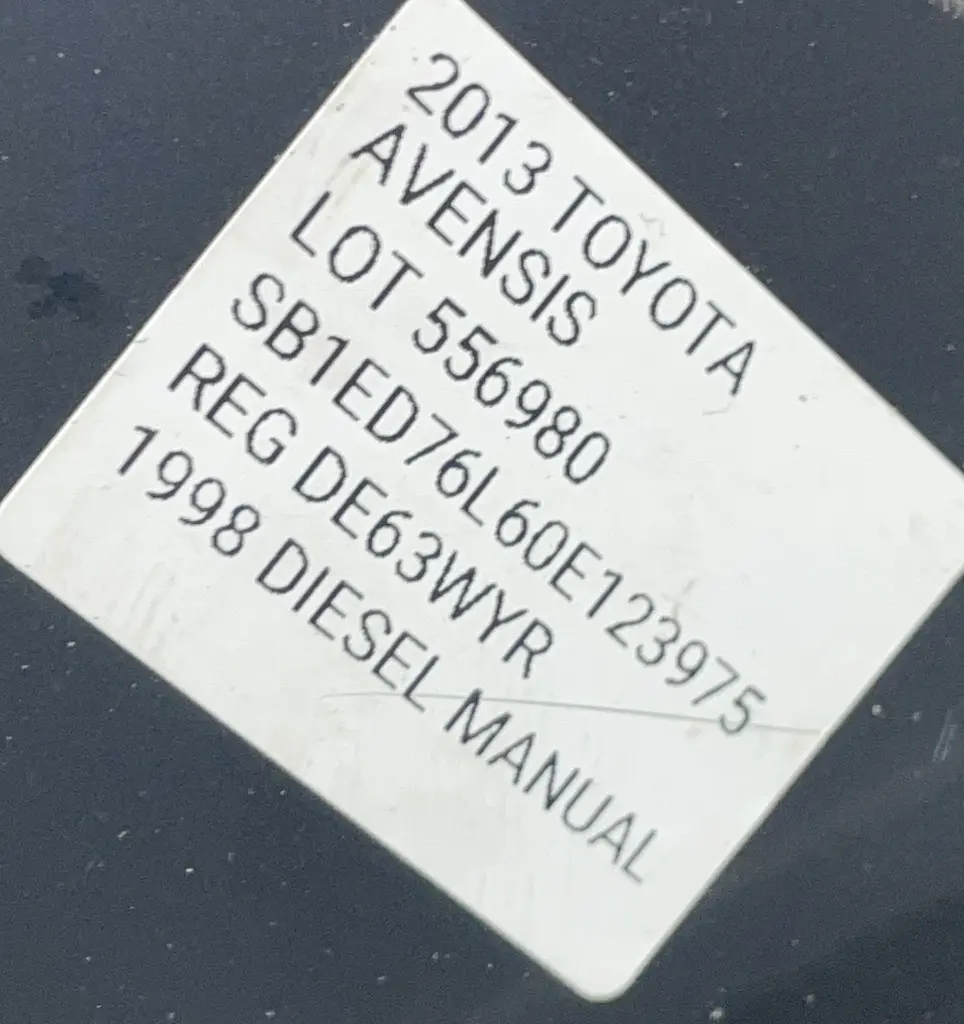 2013 TOYOTA
AVENSIS
LOT 556980
SB1ED76L60E123975
REG DE63WYR
1998 DIESEL MANUAL